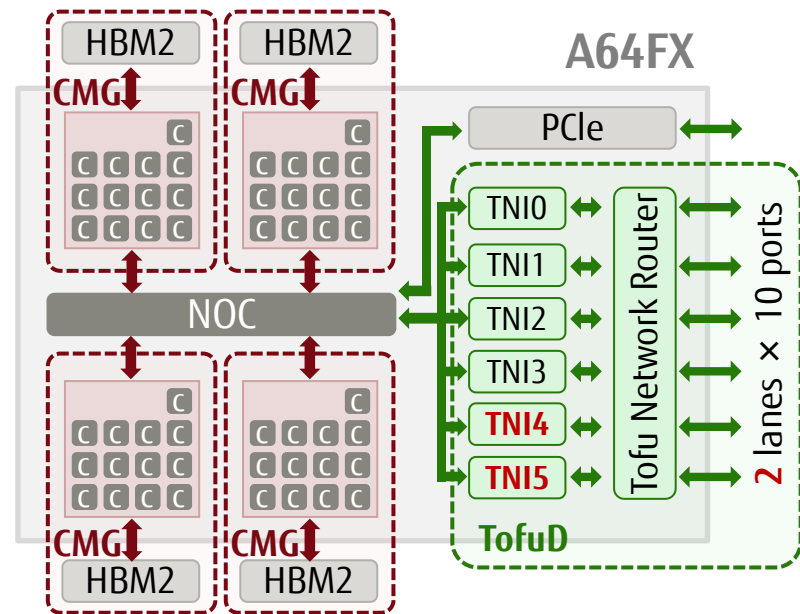 HBM2
HBM2
A64FX
CMG
CMG
PCIe
C
C
C C C C
C C C C
C C C C
C C C C
C C C C
C C C C
TNI0
TNI1
NOC
TNI2
TNI3
TNI4
TNI5
Tofu Network Router
2 lanes × 10 ports
C
C
C C C C
C C C C
C C C C
C C C C
C C C C
C C C C
CMG
CMG
TofuD
HBM2
HBM2